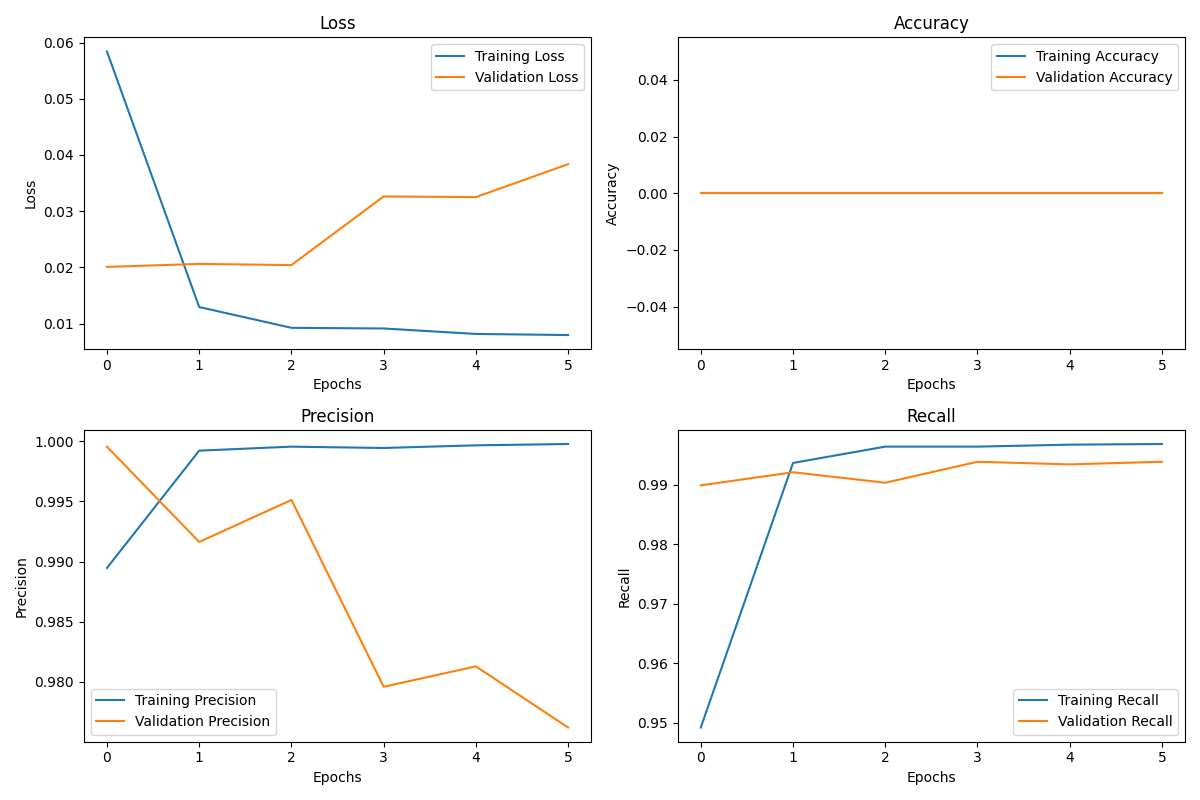 Loss
Training Loss
Validation Loss
0.06
0.05
0.04
0.03
0.02
0.01
Loss
0 1 2 3 4 5
Epochs
Accuracy
Training Accuracy
Validation Accuracy
0.04
0.02
0.00
−0.02
−0.04
Accuracy
0 1 2 3 4 5
Epochs
Precision
1.000
0.995
0.990
0.985
0.980
Precision
Training Precision
Validation Precision
0 1 2 3 4 5
Epochs
Recall
0.99
0.98
0.97
0.96
0.95
Recall
Training Recall
Validation Recall
0 1 2 3 4 5
Epochs